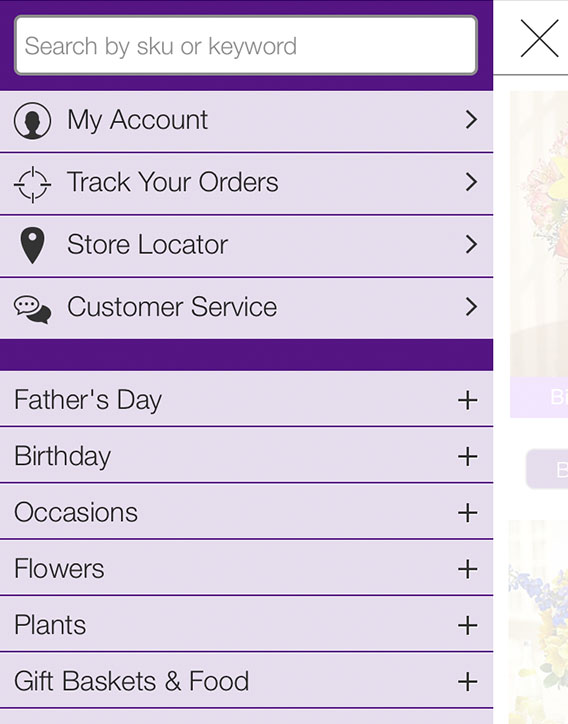 Search by sku or keyword
My Account
Track Your Orders
Store Locator
Customer Service
Father's Day
Birthday
Occasions
Flowers
Plants
Gift Baskets & Food